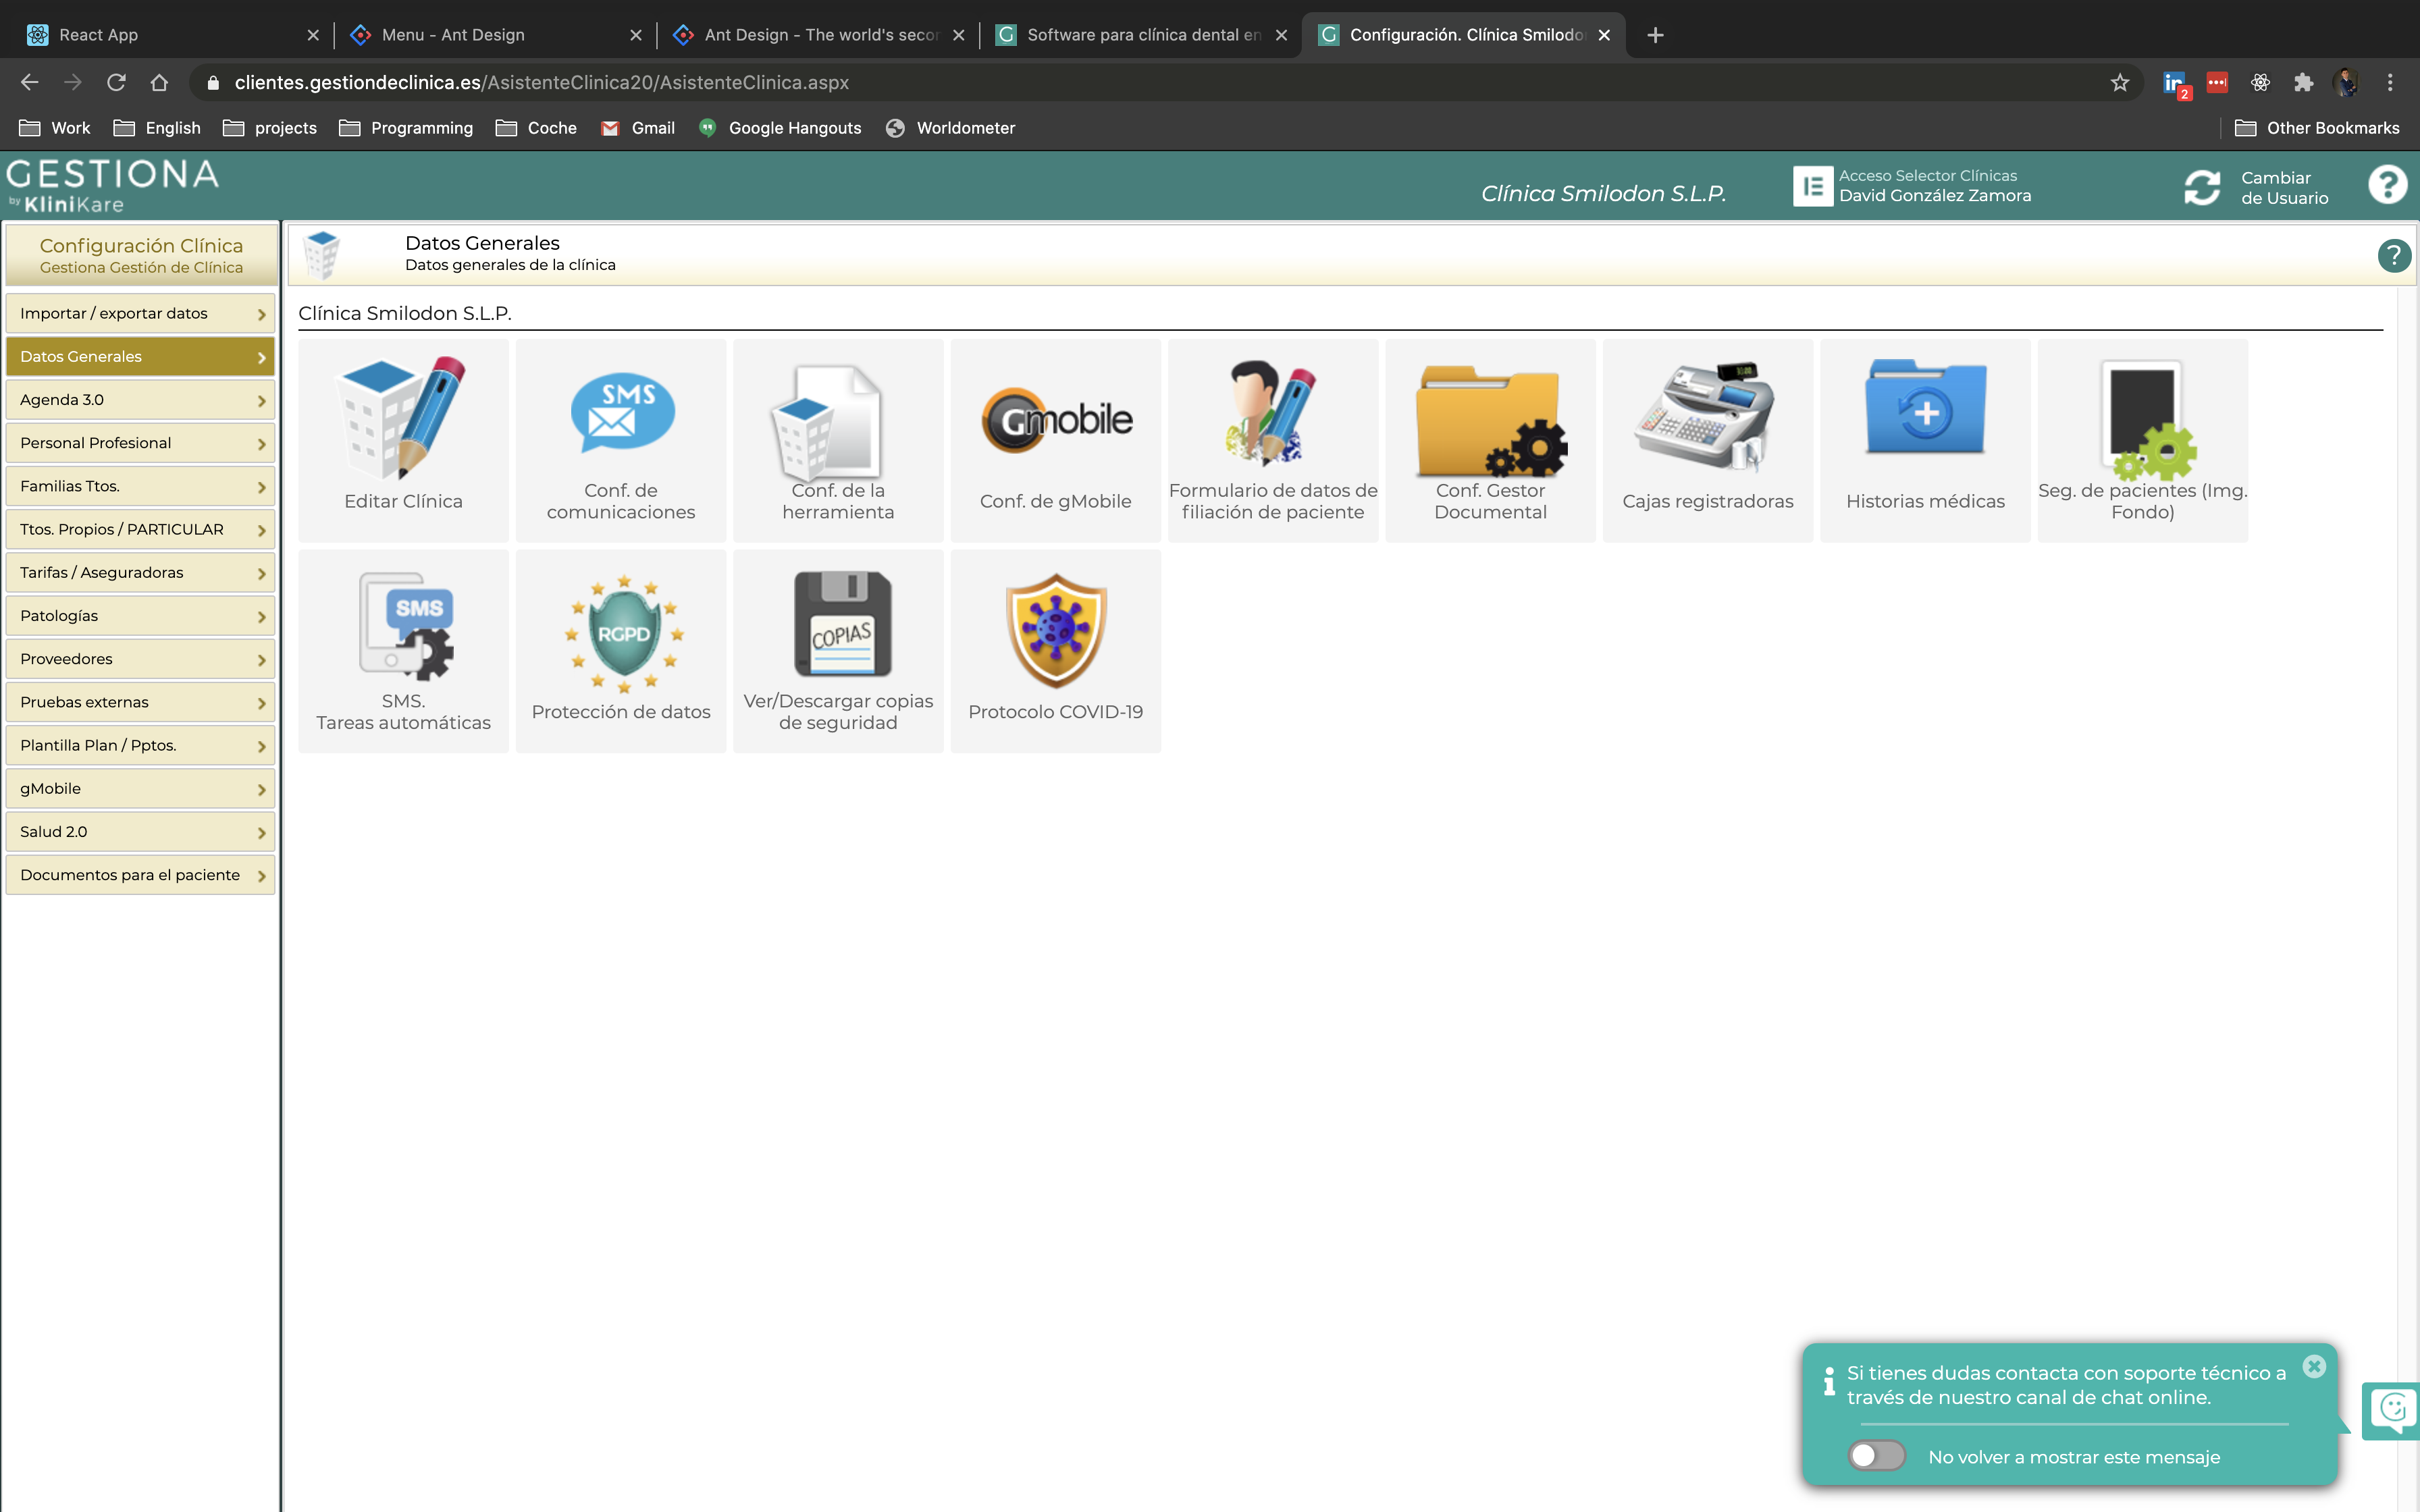 React App
Menu - Ant Design
Ant Design - The world's secon
Software para clínica dental en
Configuración. Clínica Smilodo
clientes.gestiondeclinica.es/AsistenteClinica20/AsistenteClinica.aspx
2
Work
English
projects
Programming
Coche
Gmail
Google Hangouts
Worldometer
Other Bookmarks
GESTIONA
by KliniKare
Clínica Smilodon S.L.P.
Acceso Selector Clínicas
David González Zamora
Cambiar
de Usuario
?
Configuración Clínica
Gestiona Gestión de Clínica
Importar / exportar datos
Datos Generales
Agenda 3.0
Personal Profesional
Familias Ttos.
Ttos. Propios / PARTICULAR
Tarifas / Aseguradoras
Patologías
Proveedores
Pruebas externas
Plantilla Plan / Pptos.
gMobile
Salud 2.0
Documentos para el paciente
Datos Generales
Datos generales de la clínica
?
Clínica Smilodon S.L.P.
Editar Clínica
SMS
Conf. de
comunicaciones
Conf. de la
herramienta
Gmobile
Conf. de gMobile
Formulario de datos de
filiación de paciente
Conf. Gestor
Documental
Cajas registradoras
Historias médicas
Seg. de pacientes (Img.
Fondo)
SMS
SMS.
Tareas automáticas
RGPD
Protección de datos
COPIAS
Ver/Descargar copias
de seguridad
Protocolo COVID-19
Si tienes dudas contacta con soporte técnico a
través de nuestro canal de chat online.
No volver a mostrar este mensaje